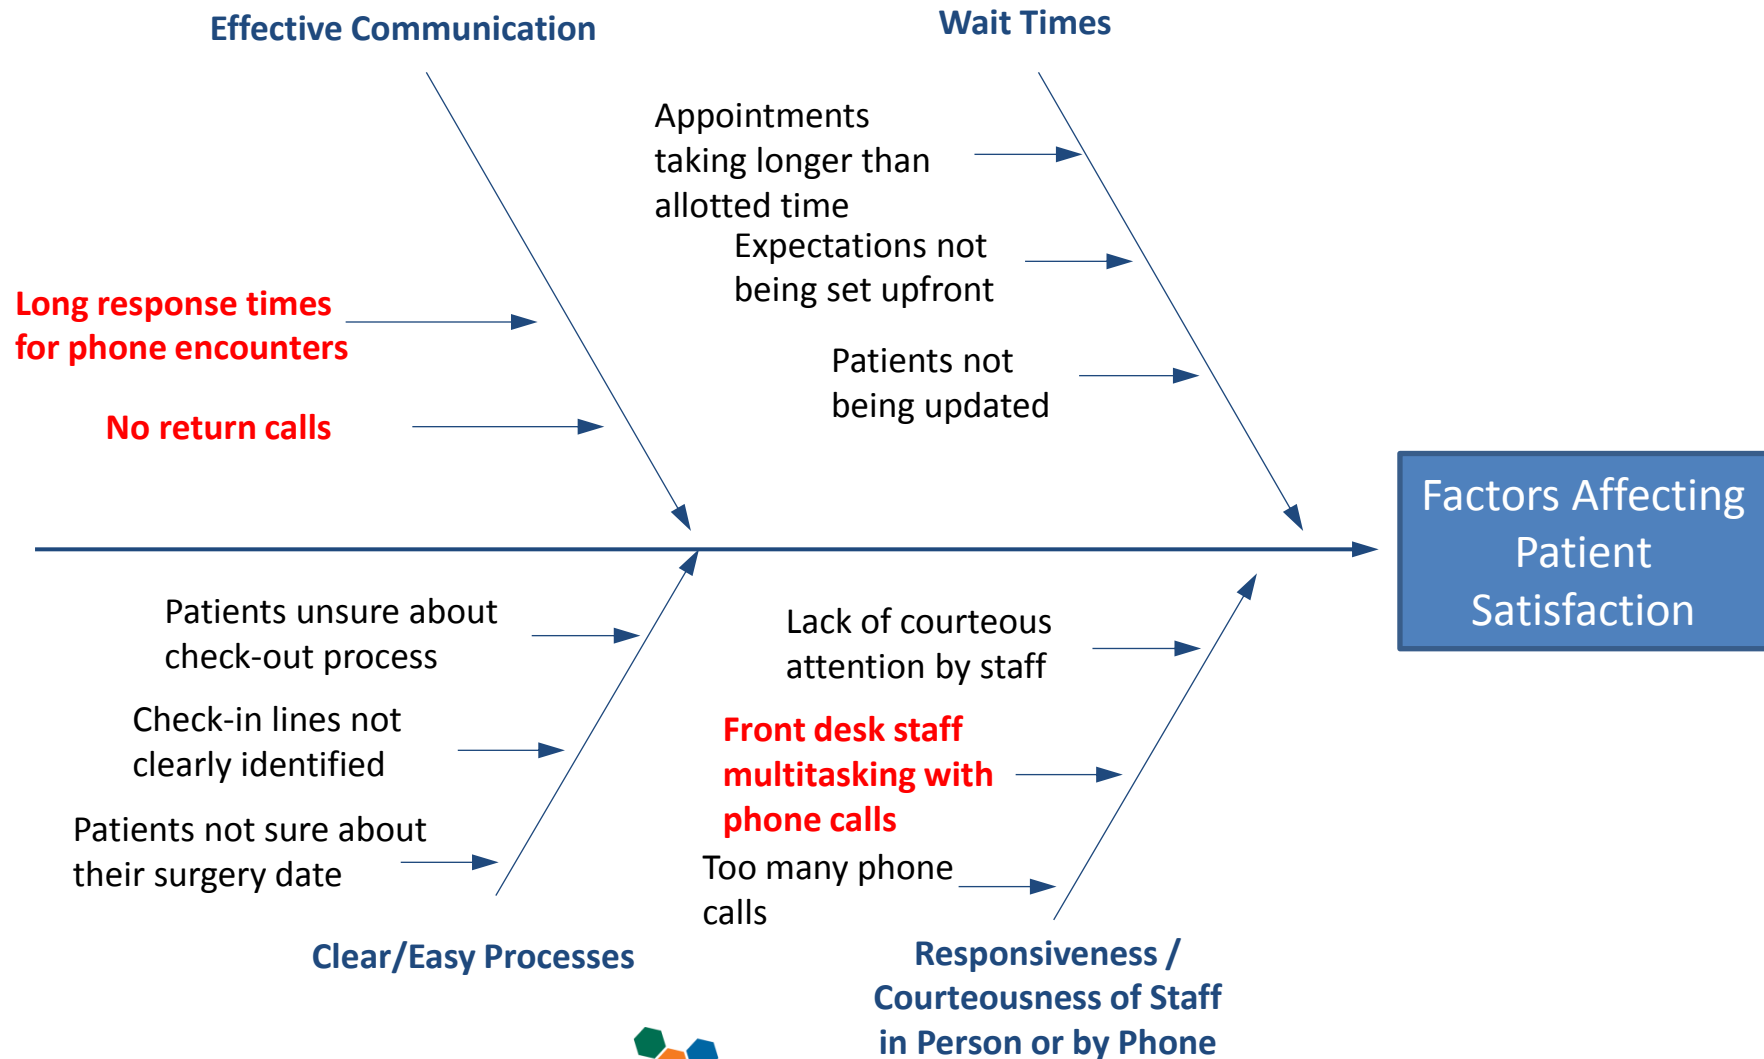 Effective Communication
Wait Times
Appointments
taking longer than
allotted time
Expectations not
being set upfront
Patients not
being updated
Long response times
for phone encounters
No return calls
Factors Affecting
Patient
Satisfaction
Patients unsure about
check-out process
Check-in lines not
clearly identified
Patients not sure about
their surgery date
Clear/Easy Processes
Lack of courteous
attention by staff
Front desk staff
multitasking with
phone calls
Too many phone
calls
Responsiveness /
Courteousness of Staff
in Person or by Phone